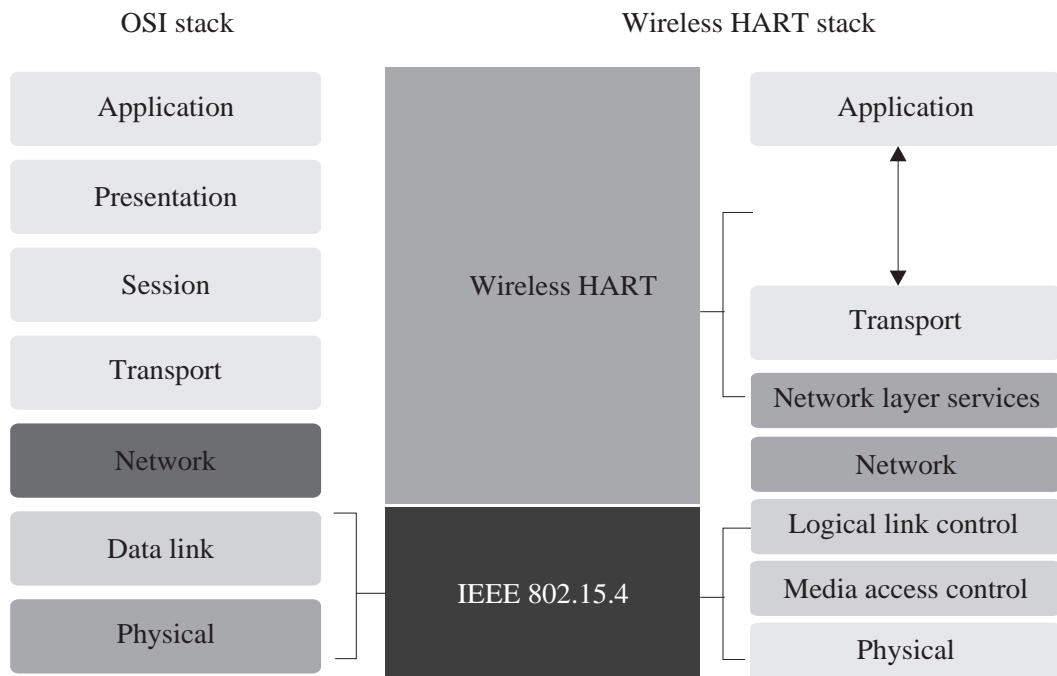 OSI stack
Wireless HART stack
Application
Presentation
Session
Transport
Network
Data link
Physical
Wireless HART
IEEE 802.15.4
Application
Transport
Network layer services
Network
Logical link control
Media access control
Physical